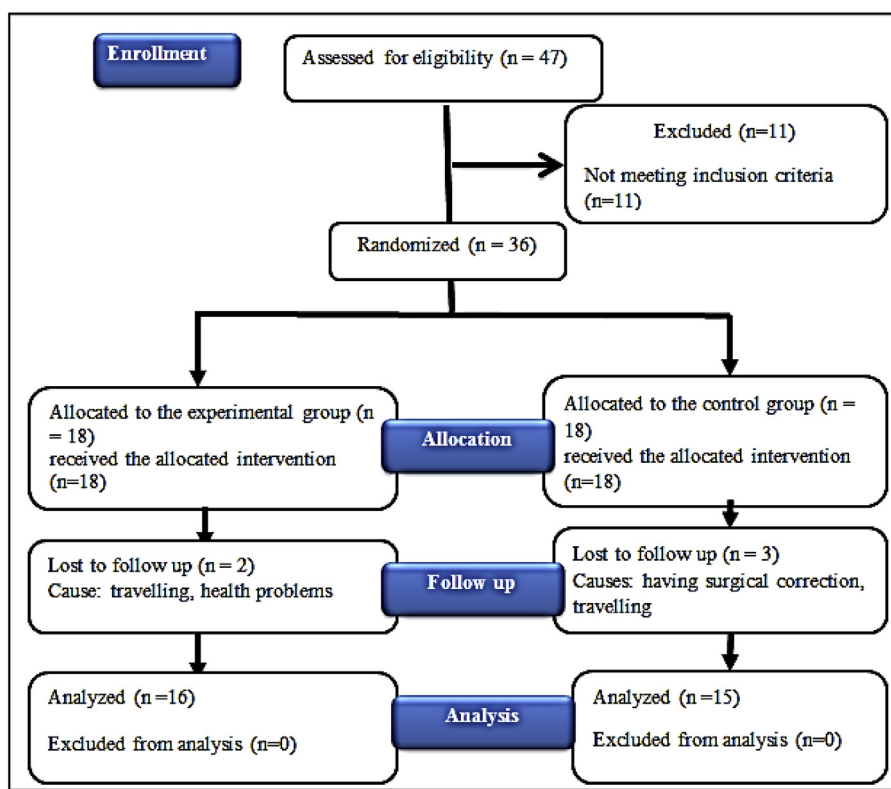 Enrollment
Assessed for eligibility (n = 47)
Excluded (n=11)
Not meeting inclusion criteria
(n=11)
Randomized (n = 36)
Allocated to the experimental group (n
= 18)
received the allocated intervention
(n=18)
Allocation
Allocated to the control group (n =
18)
received the allocated intervention
(n=18)
Lost to follow up (n = 2)
Cause: travelling, health problems
Follow up
Lost to follow up (n = 3)
Causes: having surgical correction,
travelling
Analyzed (n =16)
Excluded from analysis (n=0)
Analysis
Analyzed (n =15)
Excluded from analysis (n=0)